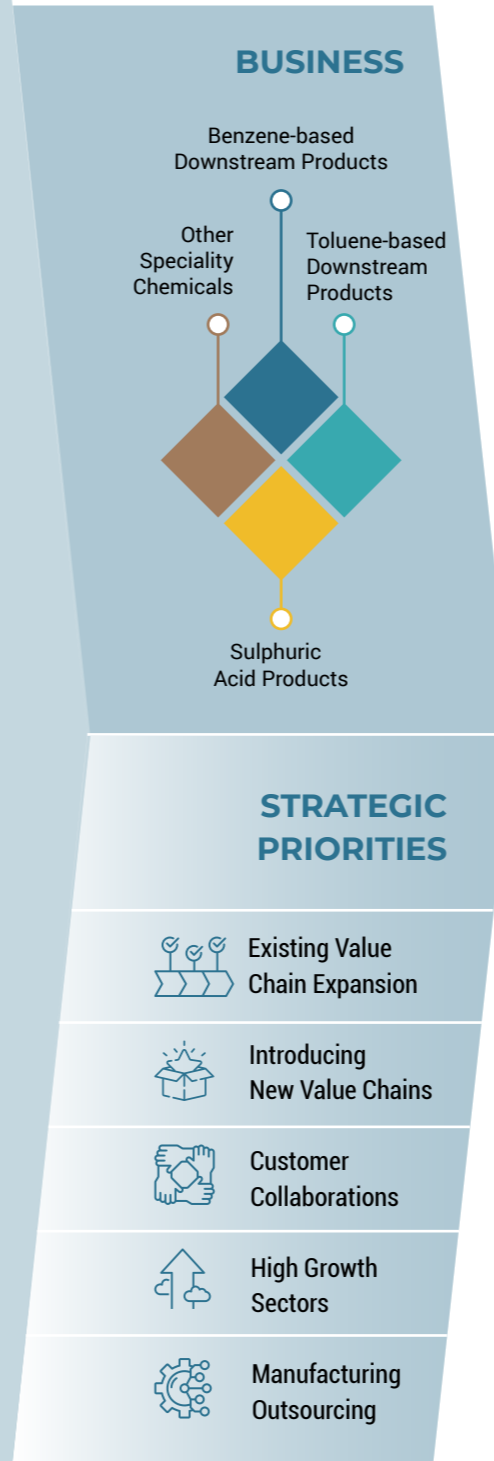 BUSINESS
Benzene-based
Downstream Products
Other
Speciality
Chemicals
Toluene-based
Downstream
Products
Sulphuric
Acid Products
STRATEGIC
PRIORITIES
Existing Value
Chain Expansion
Introducing
New Value Chains
Customer
Collaborations
High Growth
Sectors
Manufacturing
Outsourcing